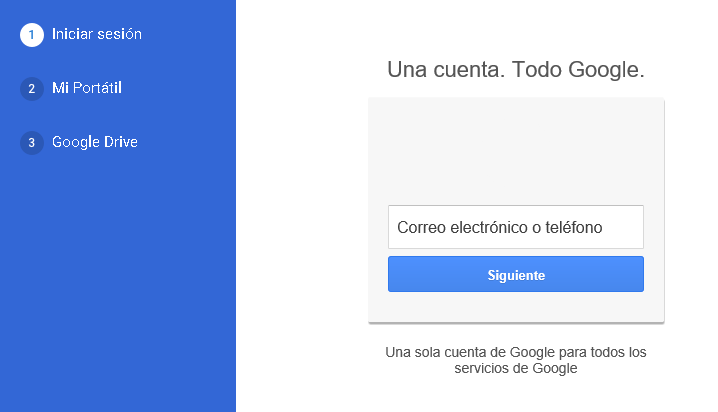 1 Iniciar sesión
2 Mi Portátil
3 Google Drive
Una cuenta. Todo Google.
Correo electrónico o teléfono
Siguiente
Una sola cuenta de Google para todos los
servicios de Google